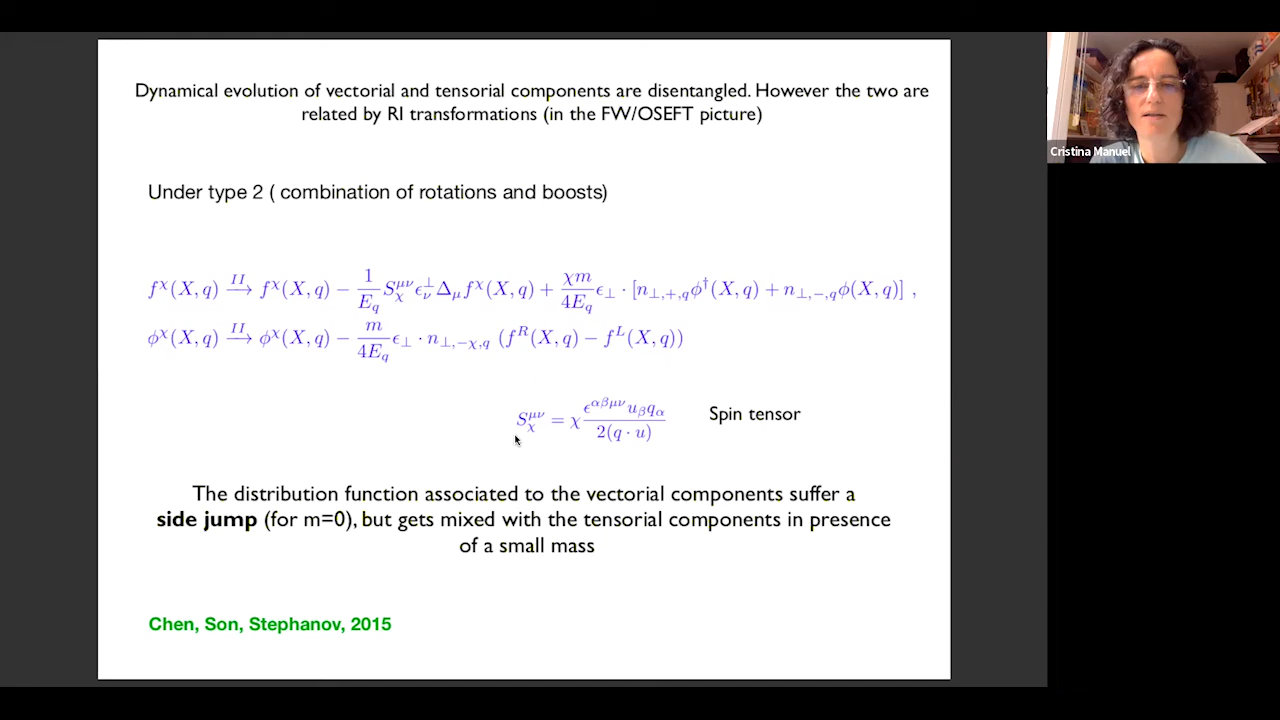 Dynamical evolution of vectorial and tensorial components are disentangled. However the two are
related by RI transformations (in the FW/OSEFT picture)
Cristina Manuel
Under type 2 ( combination of rotations and boosts)
f^χ(X, q) \xrightarrow{II} f^χ(X, q) − \frac{1}{E_q} S_χ^{μν} ε_ν^⊥ Δ_μ f^χ(X, q) + \frac{χm}{4E_q} ε_⊥ · [n_{⊥,+,q} φ^†(X, q) + n_{⊥,−,q} φ(X, q)] ,
φ^χ(X, q) \xrightarrow{II} φ^χ(X, q) − \frac{m}{4E_q} ε_⊥ · n_{⊥,−χ,q} (f^R(X, q) − f^L(X, q))
S_χ^{μν} = χ \frac{ε^{αβμν} u_β q_α}{2(q · u)} Spin tensor
The distribution function associated to the vectorial components suffer a
side jump (for m=0), but gets mixed with the tensorial components in presence
of a small mass
Chen, Son, Stephanov, 2015